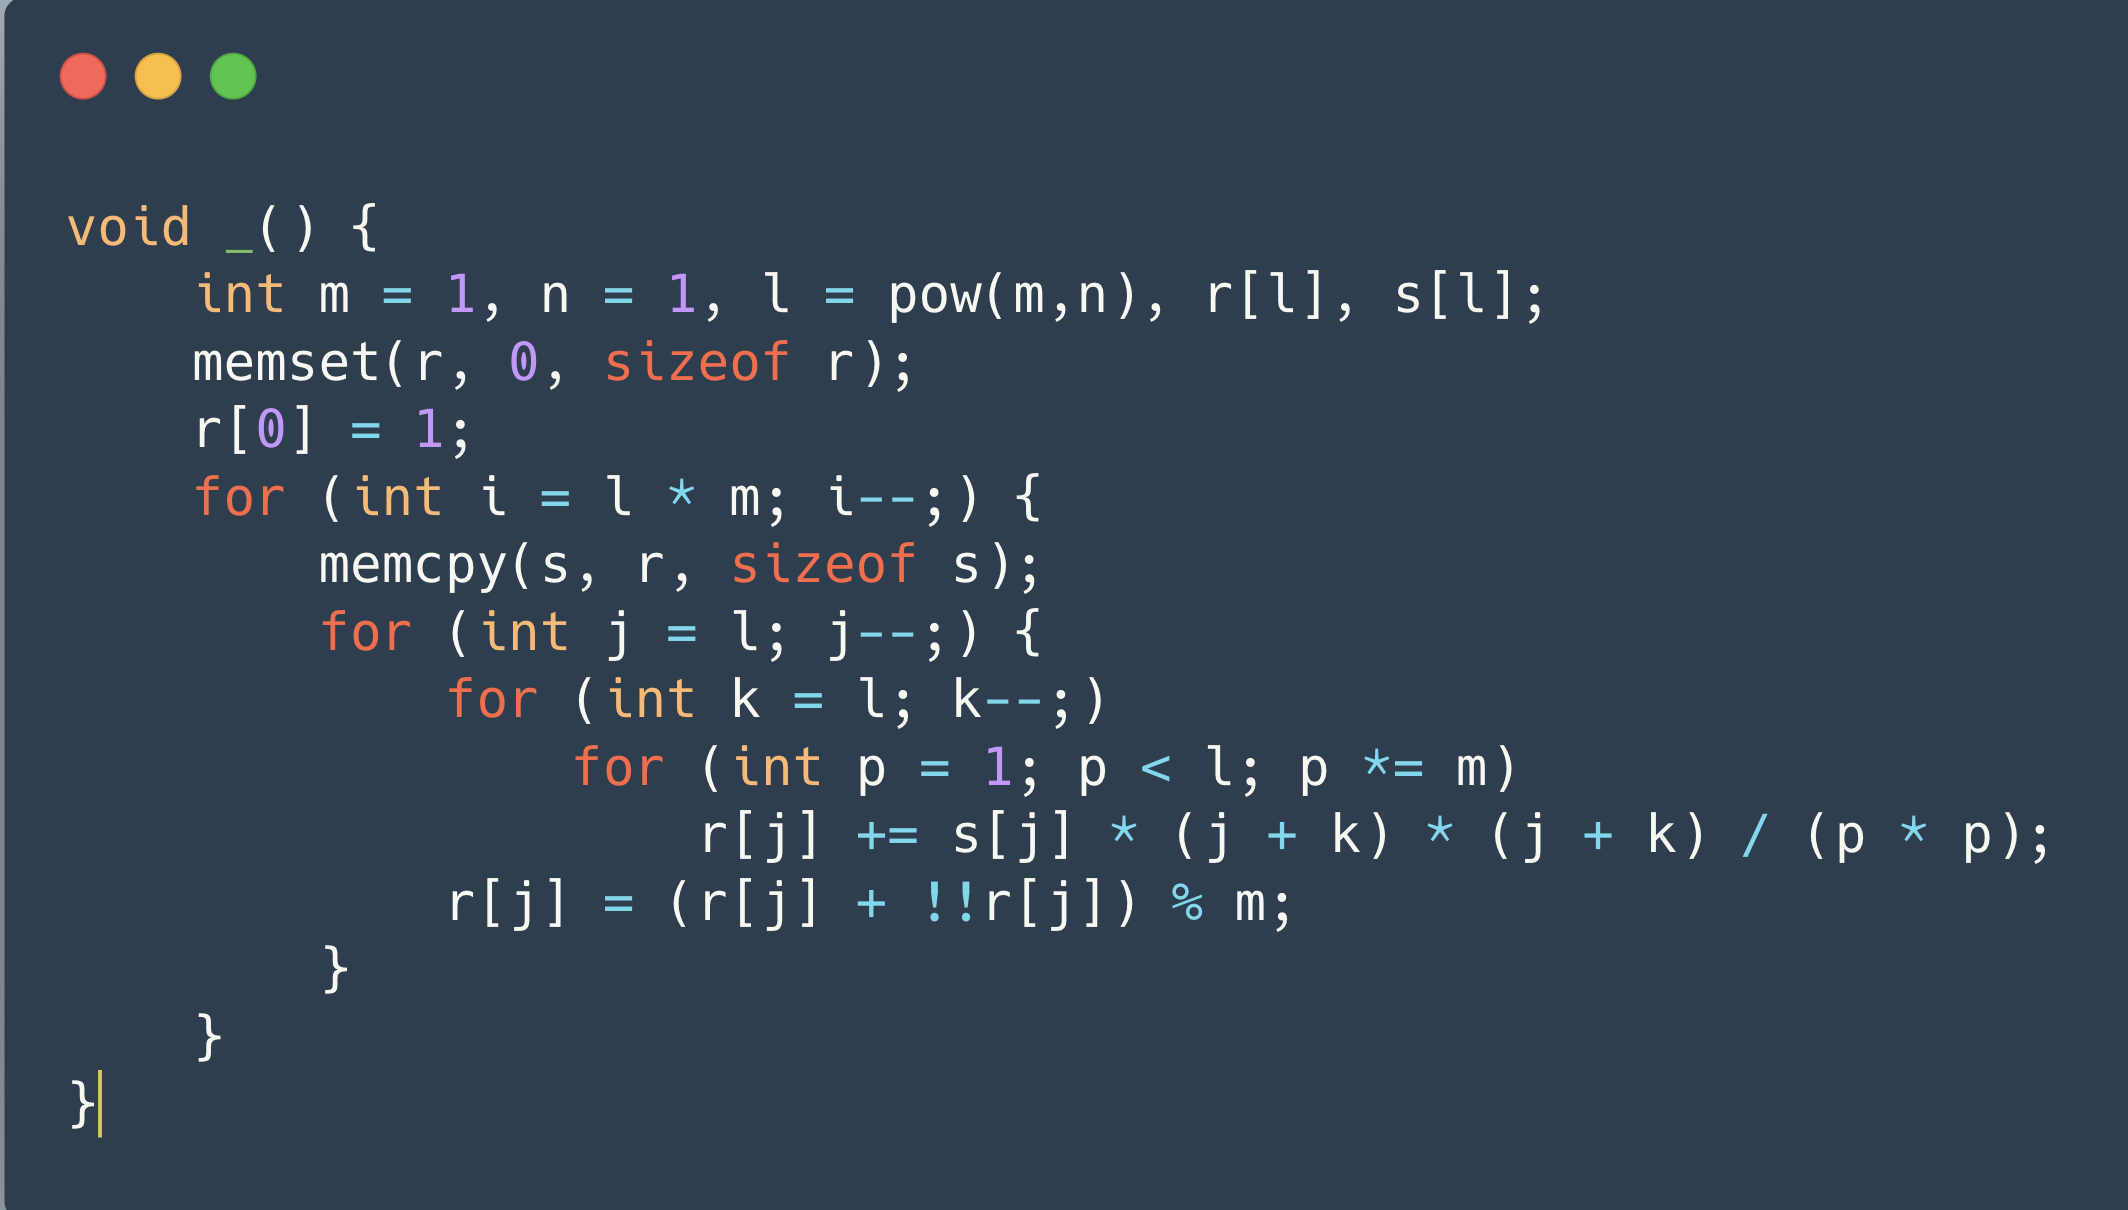 void _() {
    int m = 1, n = 1, l = pow(m,n), r[l], s[l];
    memset(r, 0, sizeof r);
    r[0] = 1;
    for (int i = l * m; i--;) {
        memcpy(s, r, sizeof s);
        for (int j = l; j--;) {
            for (int k = l; k--;)
                for (int p = 1; p < l; p *= m)
                    r[j] += s[j] * (j + k) * (j + k) / (p * p);
            r[j] = (r[j] + !!r[j]) % m;
        }
    }
}